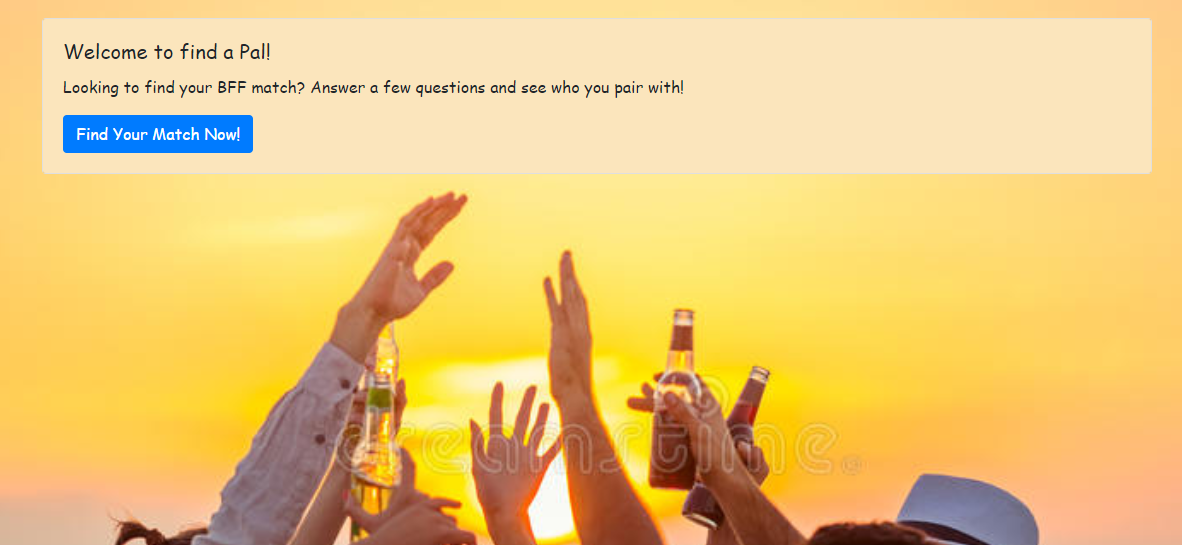 Welcome to find a Pal!
Looking to find your BFF match? Answer a few questions and see who you pair with!
Find Your Match Now!
dreamstime.